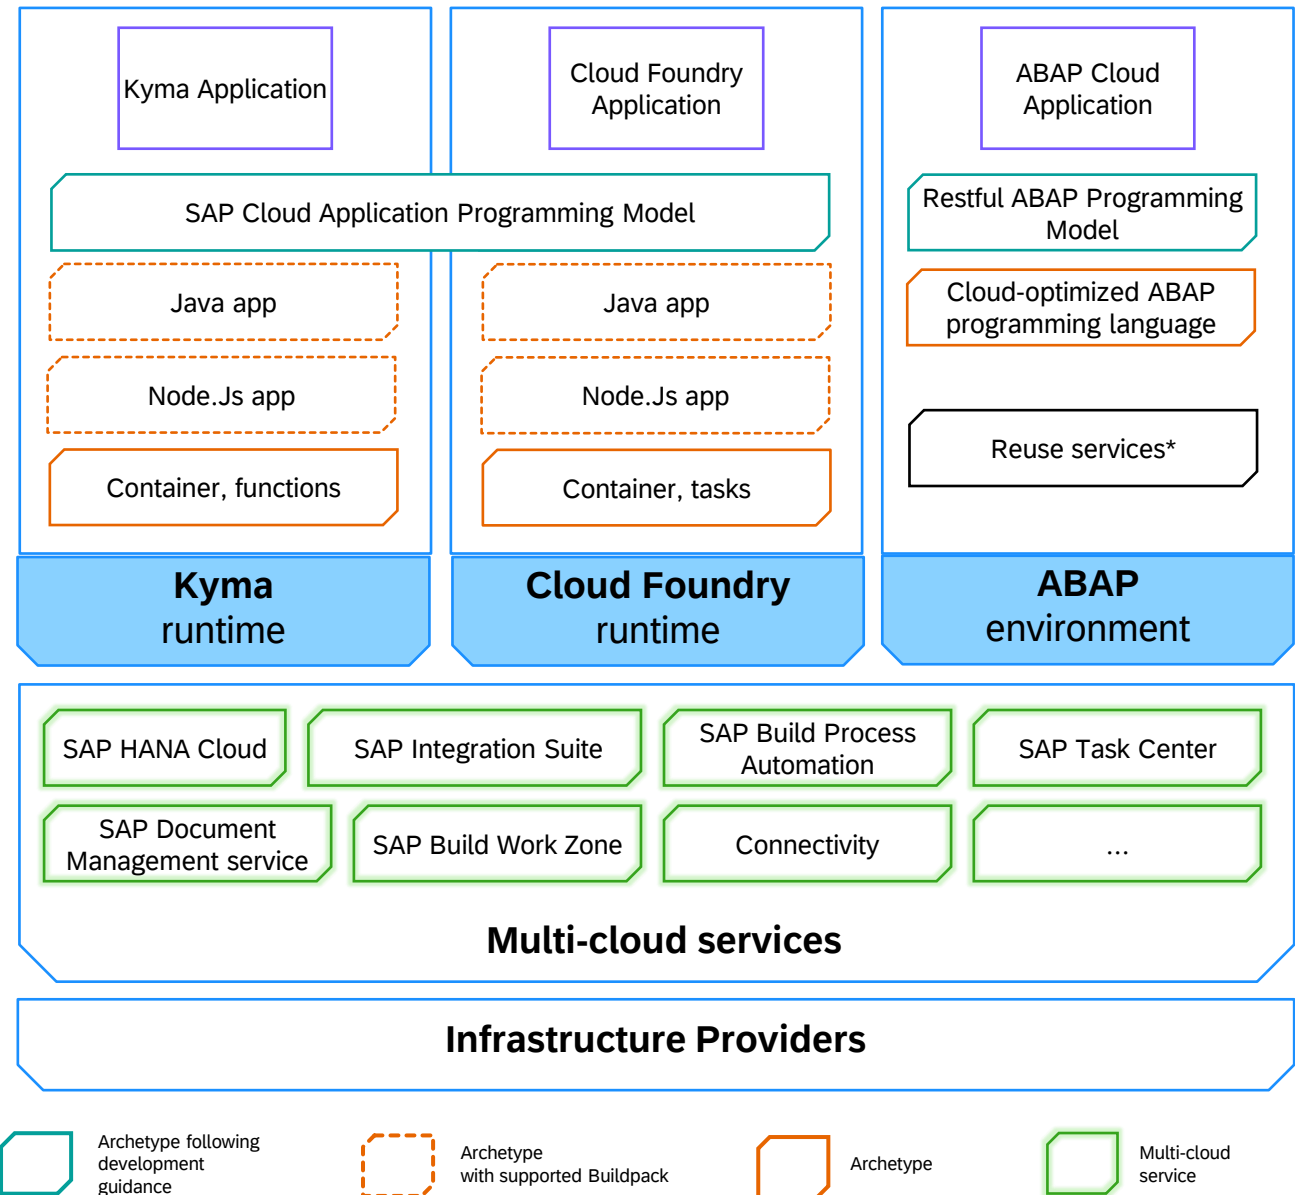 Kyma Application
Cloud Foundry
Application
ABAP Cloud
Application
SAP Cloud Application Programming Model
Restful ABAP Programming
Model
Java app
Java app
Cloud-optimized ABAP
programming language
Node.Js app
Node.Js app
Reuse services*
Container, functions
Container, tasks
Kyma
runtime
Cloud Foundry
runtime
ABAP
environment
SAP HANA Cloud
SAP Integration Suite
SAP Build Process
Automation
SAP Task Center
SAP Document
Management service
SAP Build Work Zone
Connectivity
...
Multi-cloud services
Infrastructure Providers
Archetype following
development
guidance
Archetype
with supported Buildpack
Archetype
Multi-cloud
service